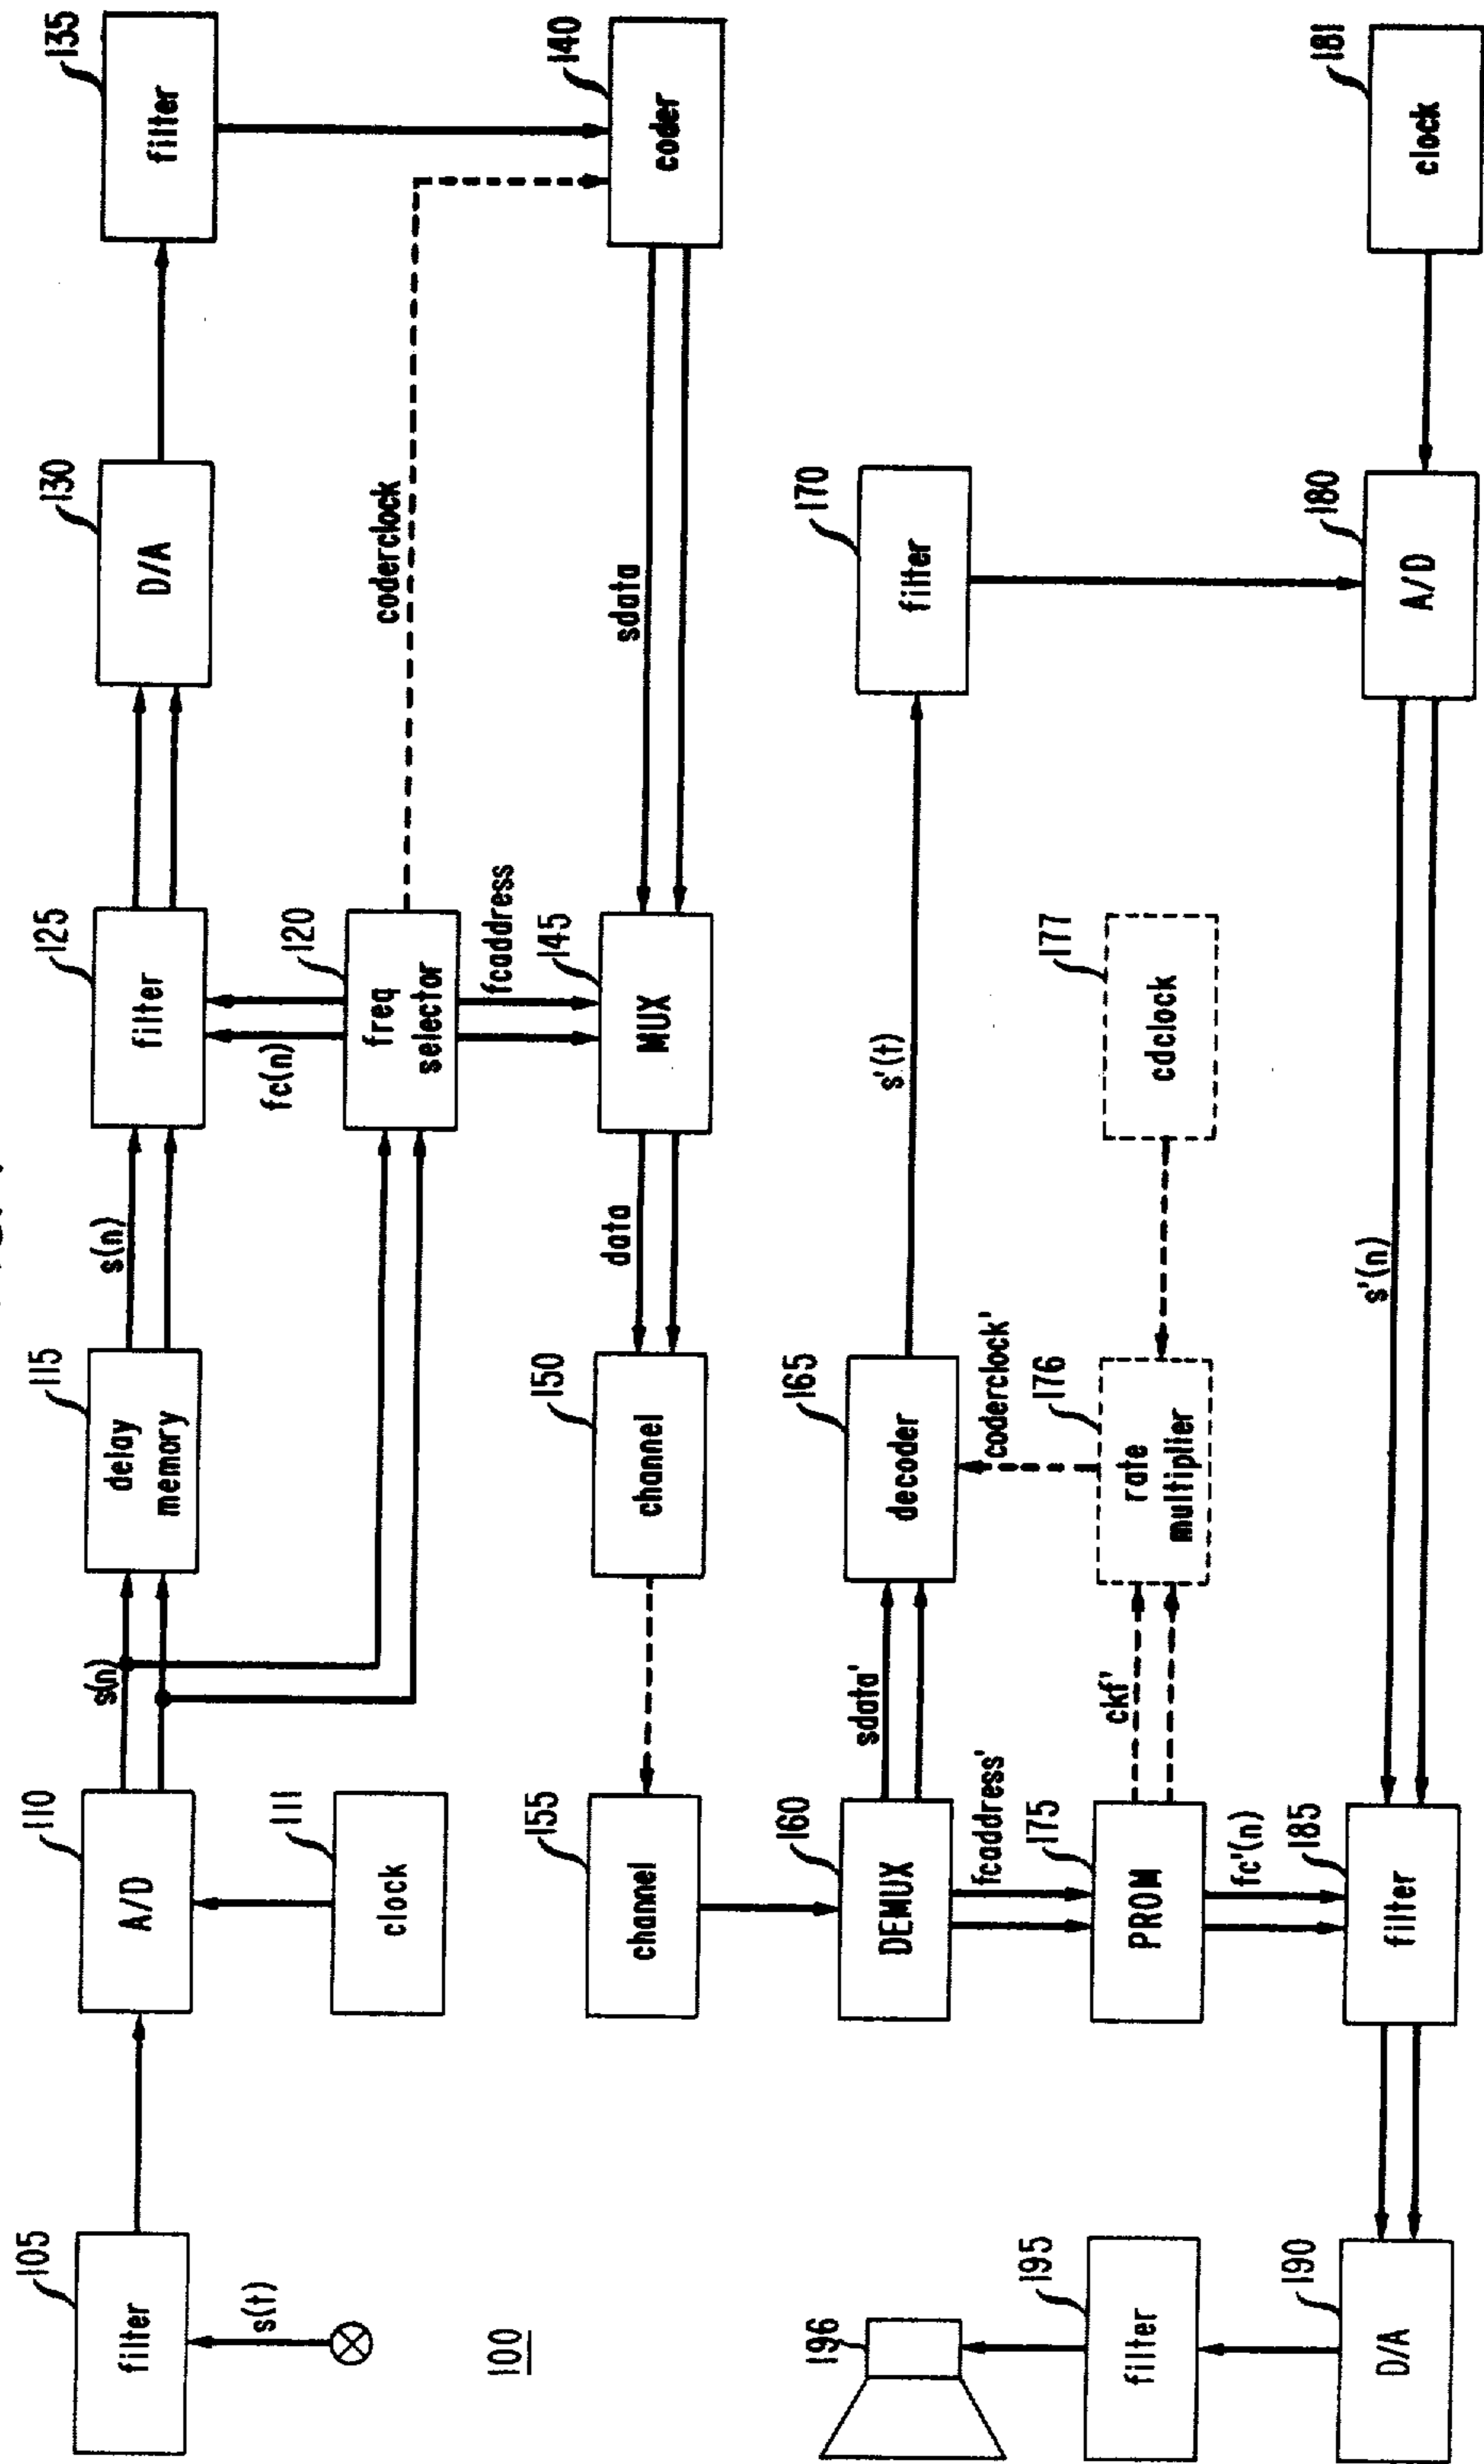 105
filter
s(t)
100
110
A/D
111
clock
s(n)
115
delay
memory
s(n)
125
filter
fc(n)
120
freq
selector
fcaddress
coderclock
130
D/A
135
filter
140
coder
sdata
145
MUX
data
150
channel
155
channel
160
DEMUX
sdata'
fcaddress'
165
decoder
s'(t)
170
filter
175
PROM
ckf'
fc'(n)
176
rate
multiplier
coderclock'
177
cdclock
180
A/D
181
clock
s'(n)
185
filter
190
D/A
195
filter
196